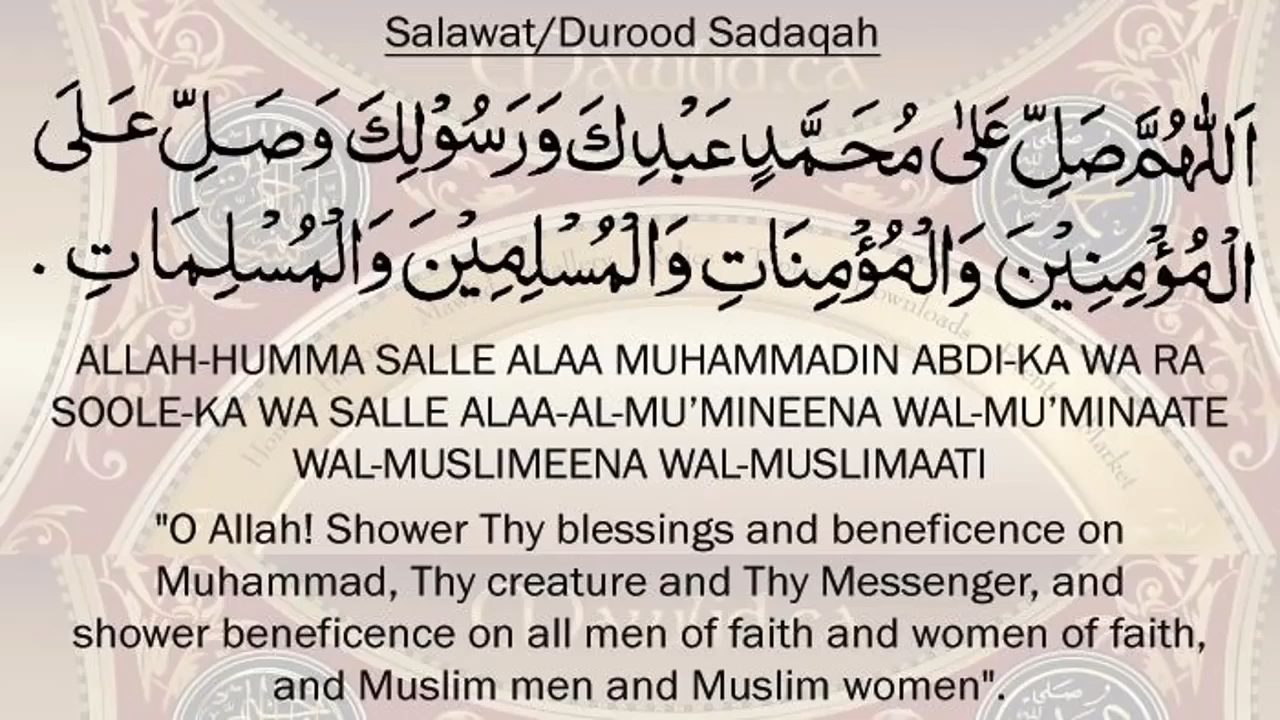 Salawat/Durood Sadaqah
اَللّٰهُمَّ صَلِّ عَلٰى مُحَمَّدٍ عَبْدِكَ وَرَسُوْلِكَ وَصَلِّ عَلَى
الْمُؤْمِنِيْنَ وَالْمُؤْمِنَاتِ وَالْمُسْلِمِيْنَ وَالْمُسْلِمَاتِ .
ALLAH-HUMMA SALLE ALAA MUHAMMADIN ABDI-KA WA RA
SOOLE-KA WA SALLE ALAA-AL-MU’MINEENA WAL-MU’MINAATE
WAL-MUSLIMEENA WAL-MUSLIMAATI
"O Allah! Shower Thy blessings and beneficence on
Muhammad, Thy creature and Thy Messenger, and
shower beneficence on all men of faith and women of faith,
and Muslim men and Muslim women".